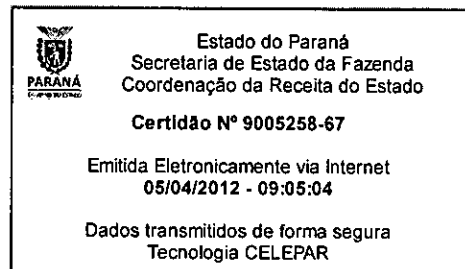 Estado do Paraná
Secretaria de Estado da Fazenda
Coordenação da Receita do Estado
PARANÁ
Certidão Nº 9005258-67
Emitida Eletronicamente via Internet
05/04/2012 - 09:05:04
Dados transmitidos de forma segura
Tecnologia CELEPAR